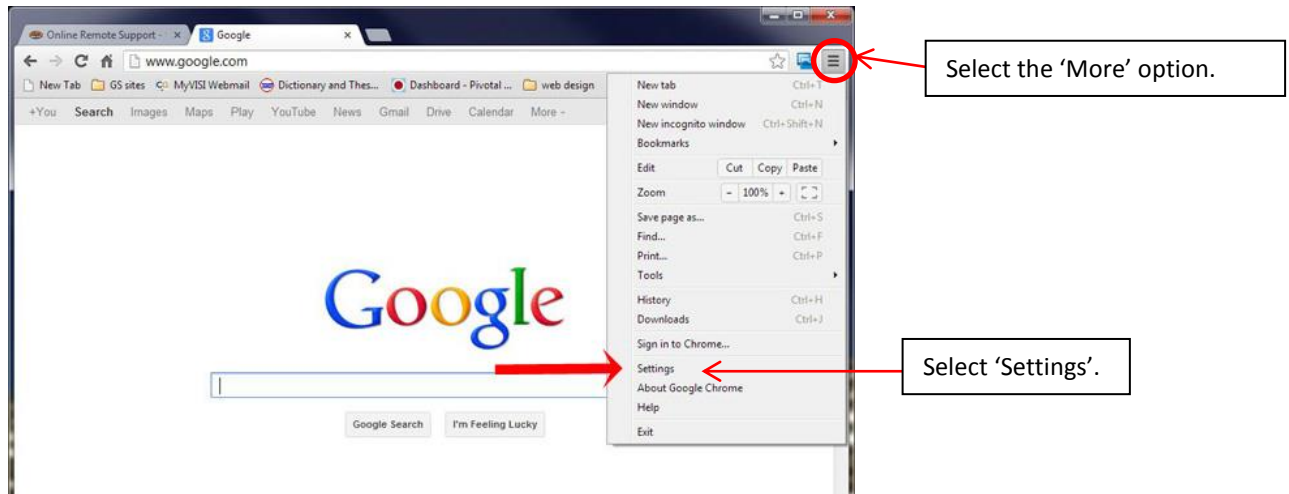 Online Remote Support - × Google ×
www.google.com
New Tab GS sites MyVISI Webmail Dictionary and Thes... Dashboard - Pivotal ... web design
+You Search Images Maps Play YouTube News Gmail Drive Calendar More
Google
Google Search I'm Feeling Lucky
New tab Ctrl+T
New window Ctrl+N
New incognito window Ctrl+Shift+N
Bookmarks
Edit Cut Copy Paste
Zoom - 100% +
Save page as... Ctrl+S
Find... Ctrl+F
Print... Ctrl+P
Tools
History Ctrl+H
Downloads Ctrl+J
Sign in to Chrome...
Settings
About Google Chrome
Help
Exit
Select the ‘More’ option.
Select ‘Settings’.